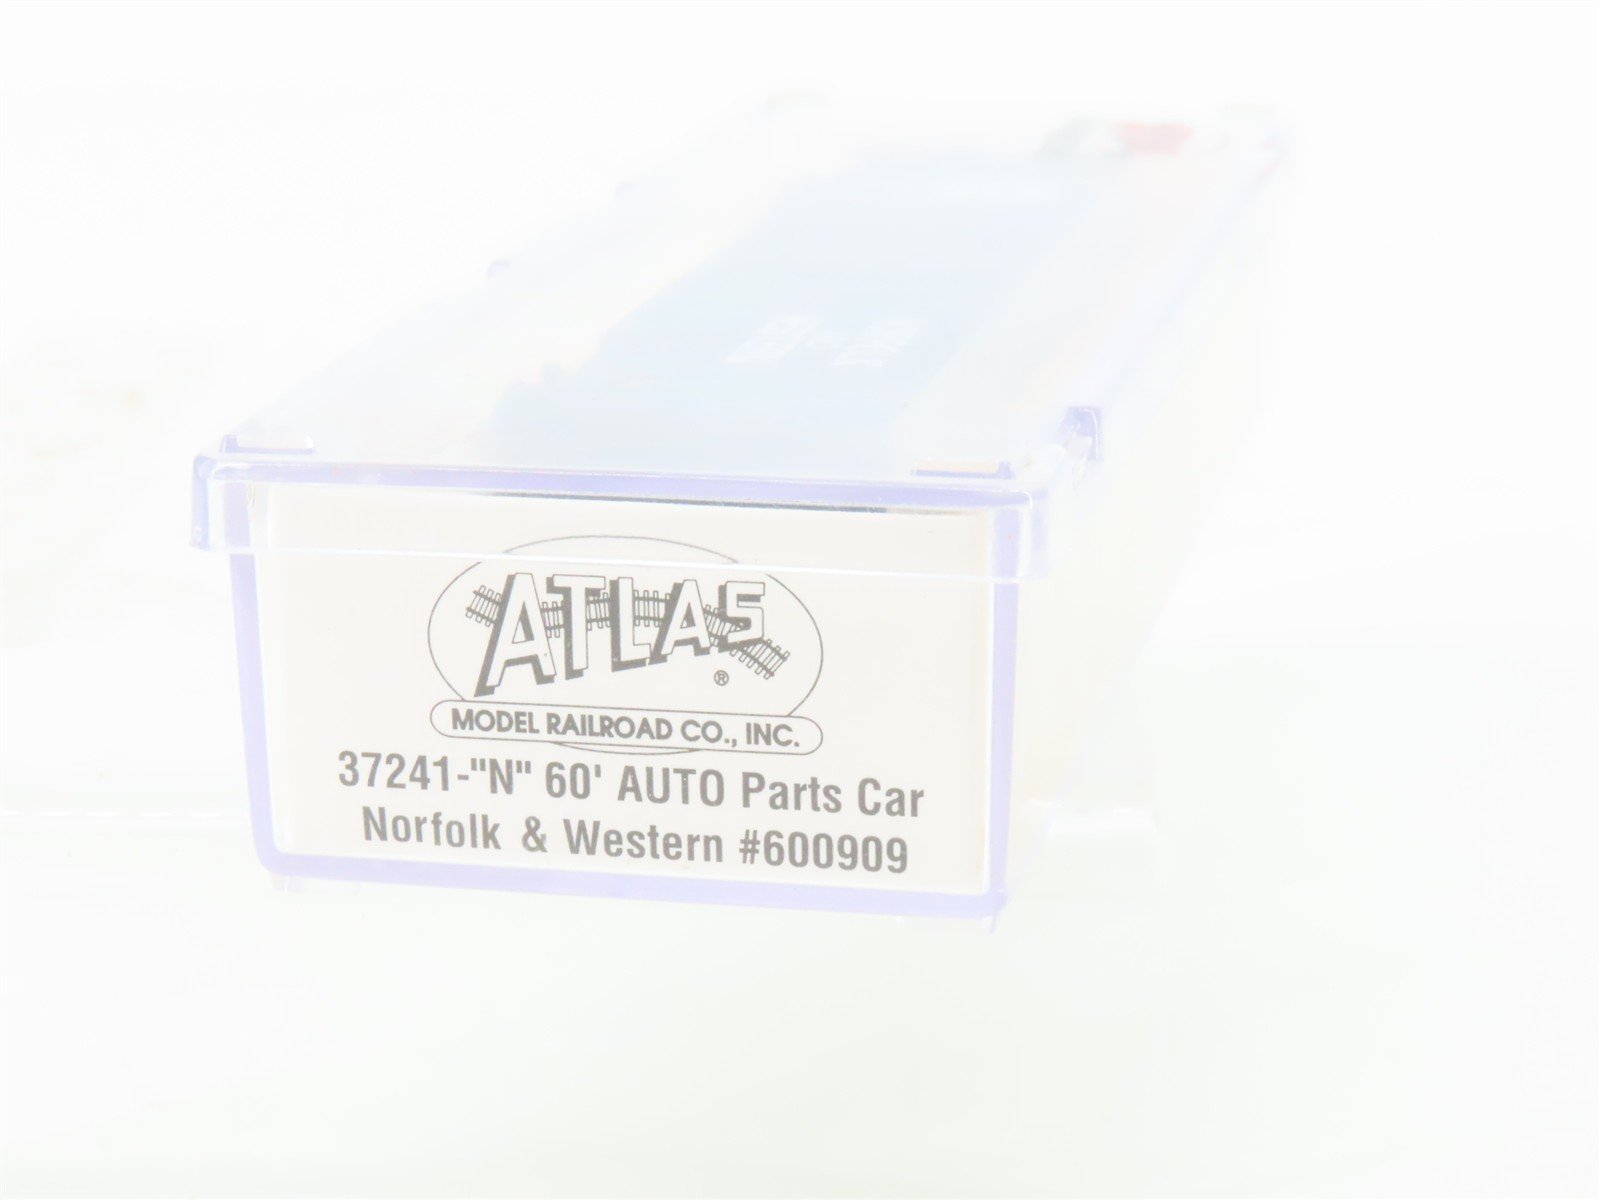 ATLAS ®
MODEL RAILROAD CO., INC.
37241-"N" 60' AUTO Parts Car
Norfolk & Western #600909